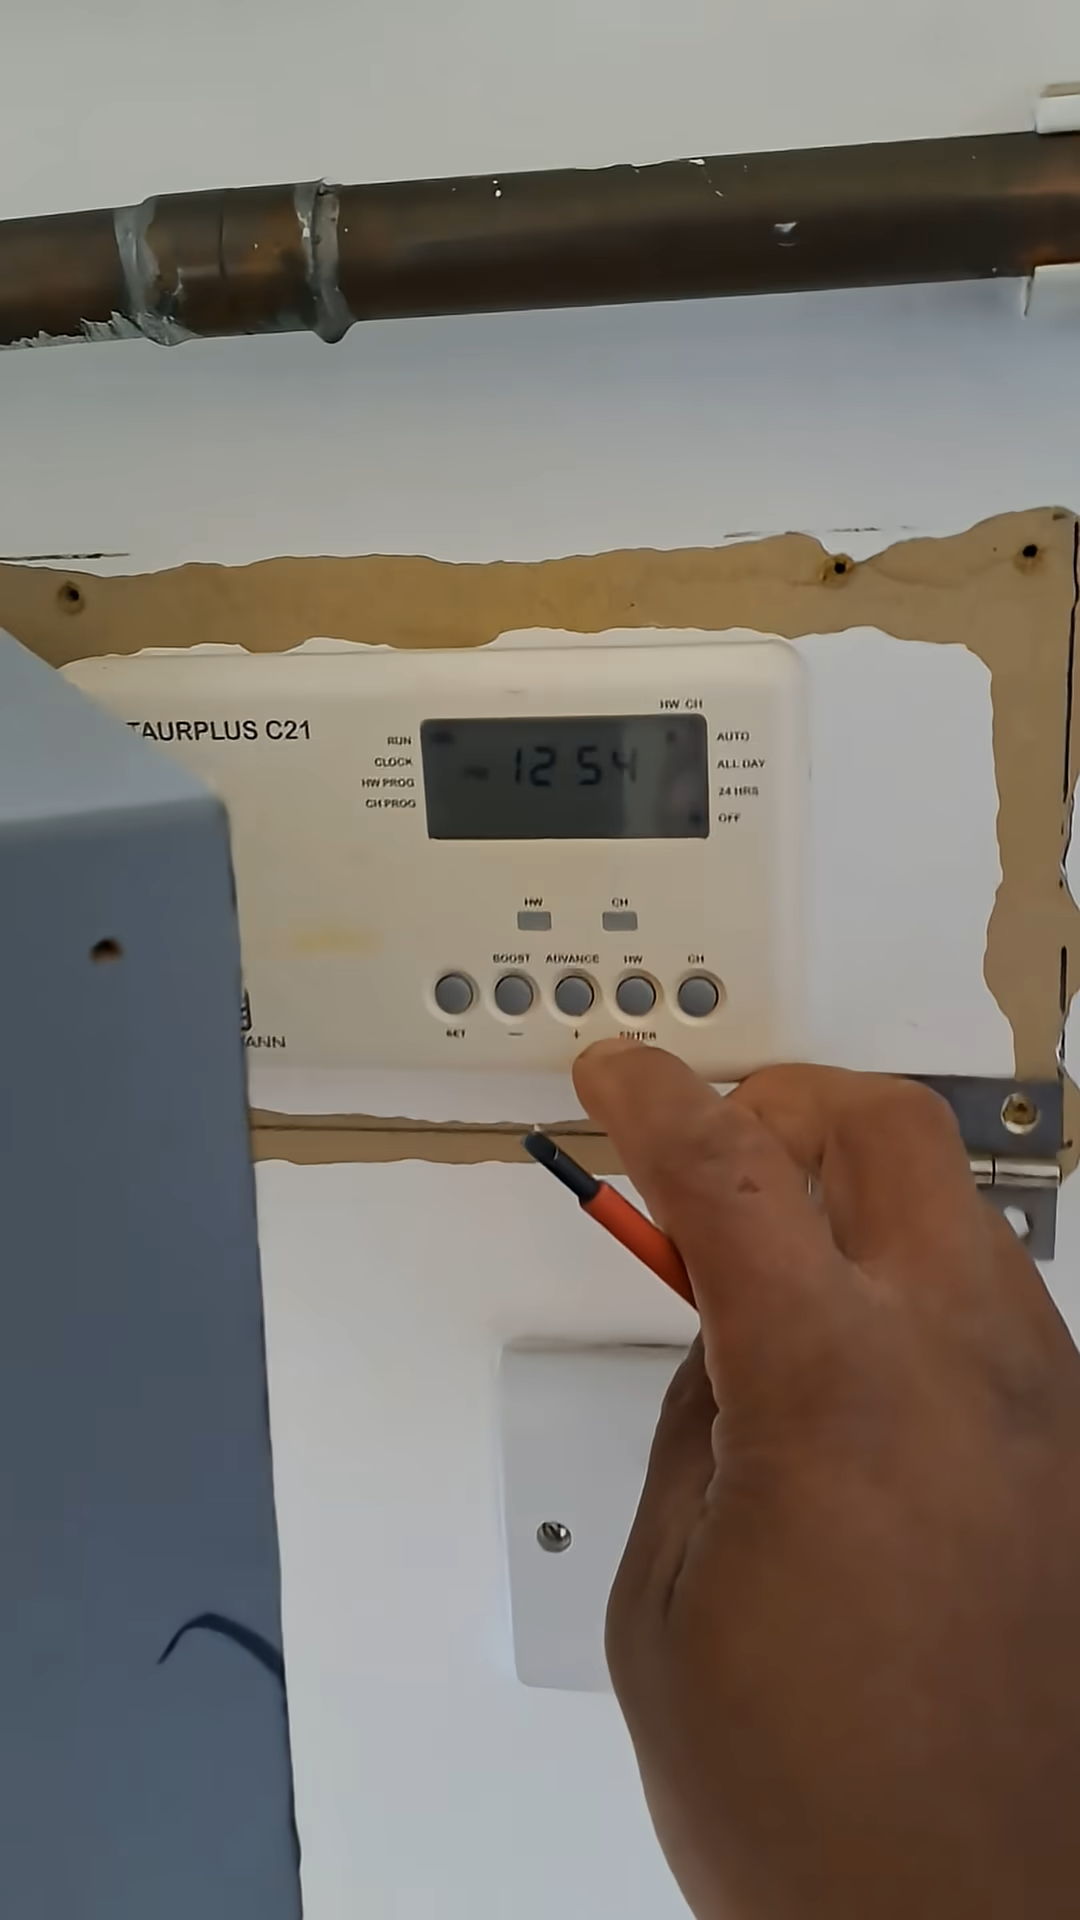 TAURPLUS C21
HW CH
RUN
CLOCK
HW PROG
CH PROG
12 54
AUTO
ALL DAY
24 HRS
OFF
HW CH
BOOST ADVANCE HW CH
SET — + ENTER
ANN